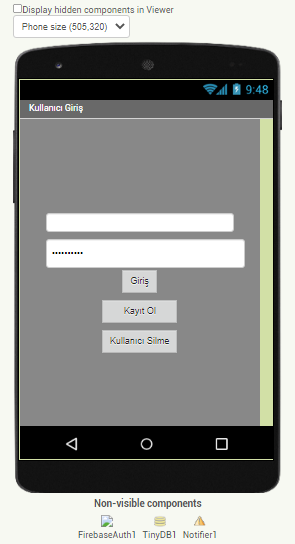 Display hidden components in Viewer
Phone size (505,320)
9:48
Kullanıcı Giriş
••••••••••
Giriş
Kayıt Ol
Kullanıcı Silme
Non-visible components
FirebaseAuth1 TinyDB1 Notifier1